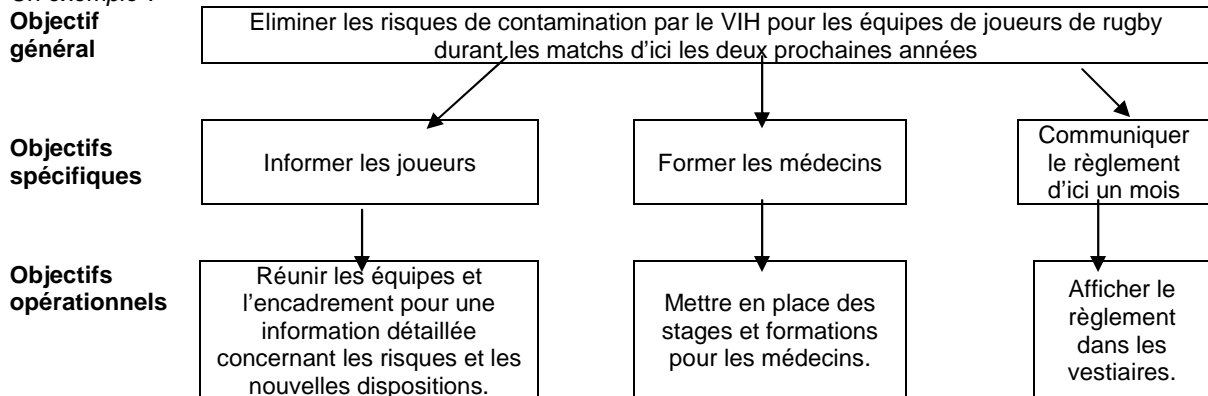 Objectif
général
Eliminer les risques de contamination par le VIH pour les équipes de joueurs de rugby
durant les matchs d'ici les deux prochaines années
Objectifs
spécifiques
Informer les joueurs
Former les médecins
Communiquer
le règlement
d'ici un mois
Objectifs
opérationnels
Réunir les équipes et
l'encadrement pour une
information détaillée
concernant les risques et les
nouvelles dispositions.
Mettre en place des
stages et formations
pour les médecins.
Afficher le
règlement
dans les
vestiaires.